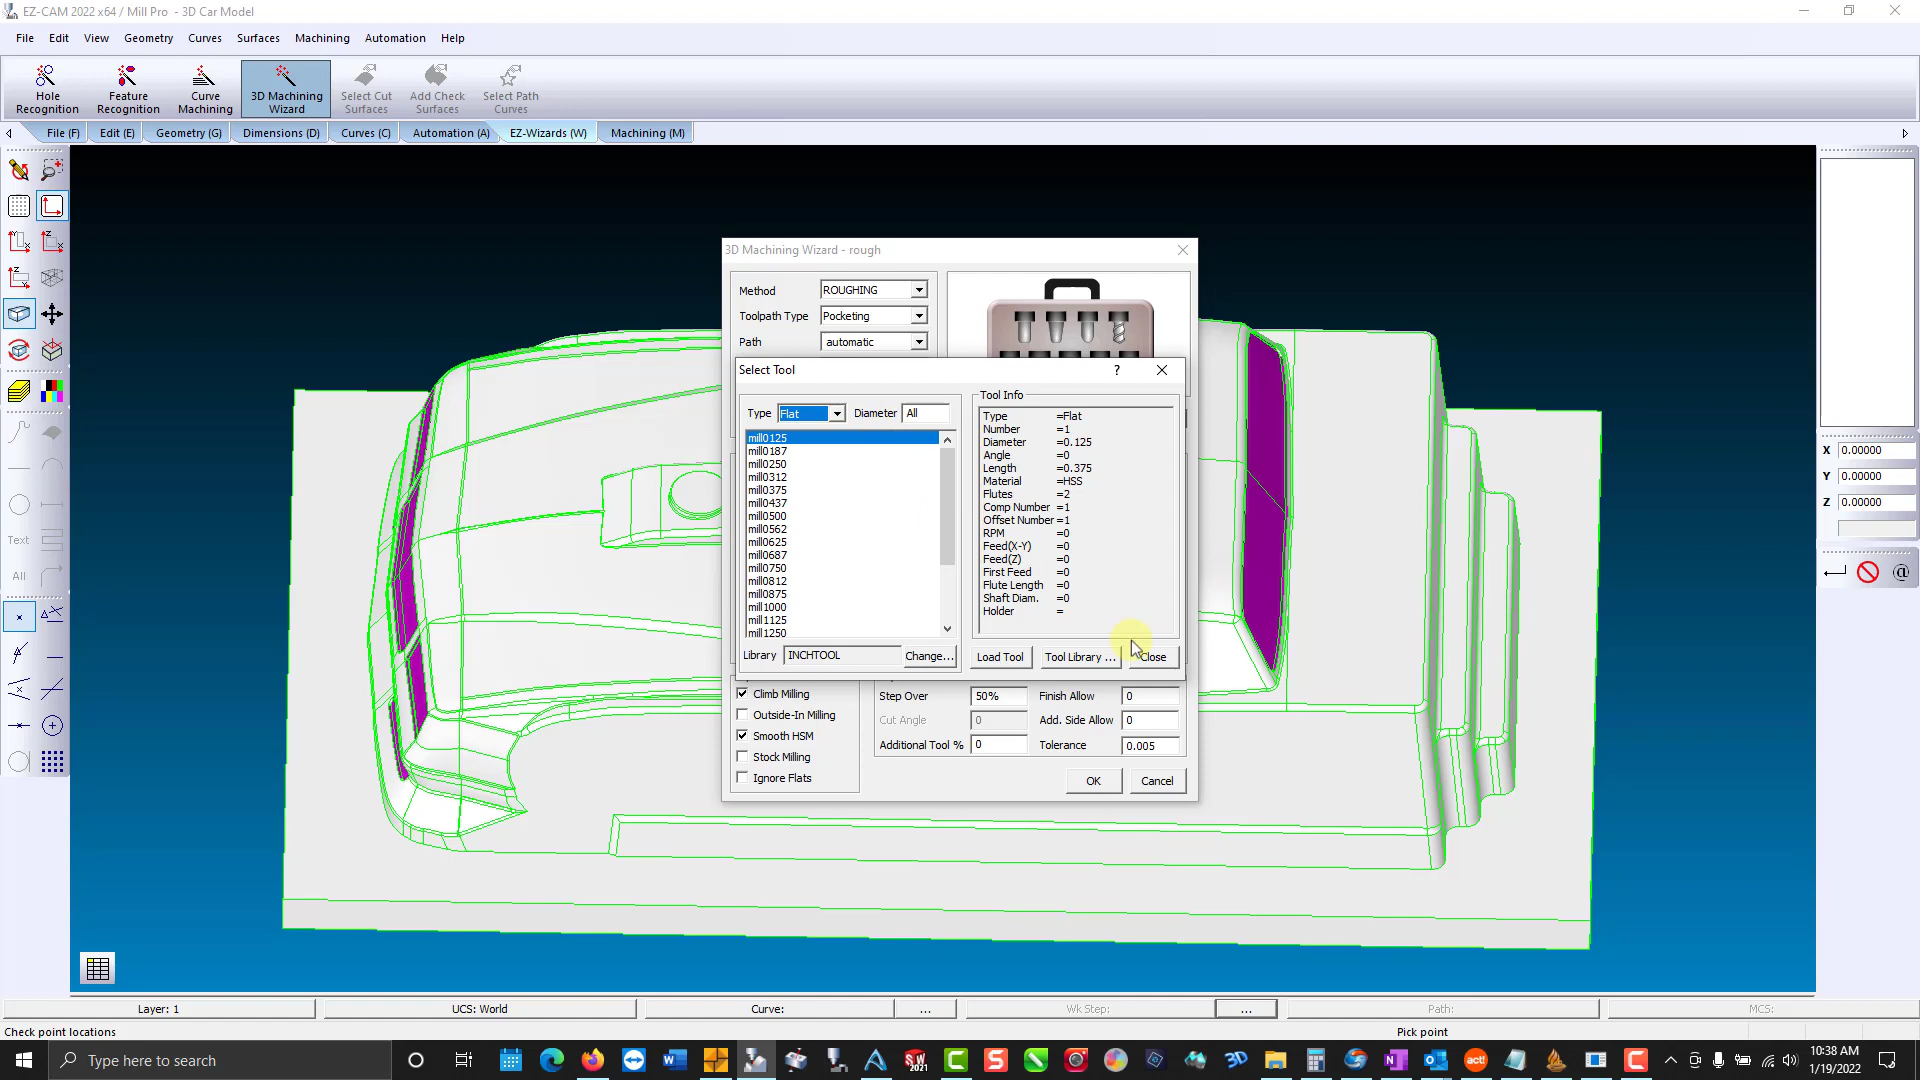 EZ-CAM 2022 x64 / Mill Pro - 3D Car Model
File Edit View Geometry Curves Surfaces Machining Automation Help
Hole Recognition
Feature Recognition
Curve Machining
3D Machining Wizard
Select Cut Surfaces
Add Check Surfaces
Select Path Curves
File (F) Edit (E) Geometry (G) Dimensions (D) Curves (C) Automation (A) EZ-Wizards (W) Machining (M)
3D Machining Wizard - rough
Method ROUGHING
Toolpath Type Pocketing
Path automatic
Select Tool ?
Type Flat Diameter All
mill0125
mill0187
mill0250
mill0312
mill0375
mill0437
mill0500
mill0562
mill0625
mill0687
mill0750
mill0812
mill0875
mill1000
mill1125
mill1250
Library INCHTOOL Change...
Tool Info
Type =Flat
Number =1
Diameter =0.125
Angle =0
Length =0.375
Material =HSS
Flutes =2
Comp Number =1
Offset Number =1
RPM =0
Feed(X-Y) =0
Feed(Z) =0
First Feed =0
Flute Length =0
Shaft Diam. =0
Holder =
Load Tool Tool Library ... Close
Climb Milling
Outside-In Milling
Smooth HSM
Stock Milling
Ignore Flats
Step Over 50% Finish Allow 0
Cut Angle 0 Add. Side Allow 0
Additional Tool % 0 Tolerance 0.005
OK Cancel
Text
All
X 0.00000
Y 0.00000
Z 0.00000
@
Layer: 1 UCS: World Curve: ... Wk Step: ... Path: MCS:
Check point locations Pick point
Type here to search
10:38 AM
1/19/2022